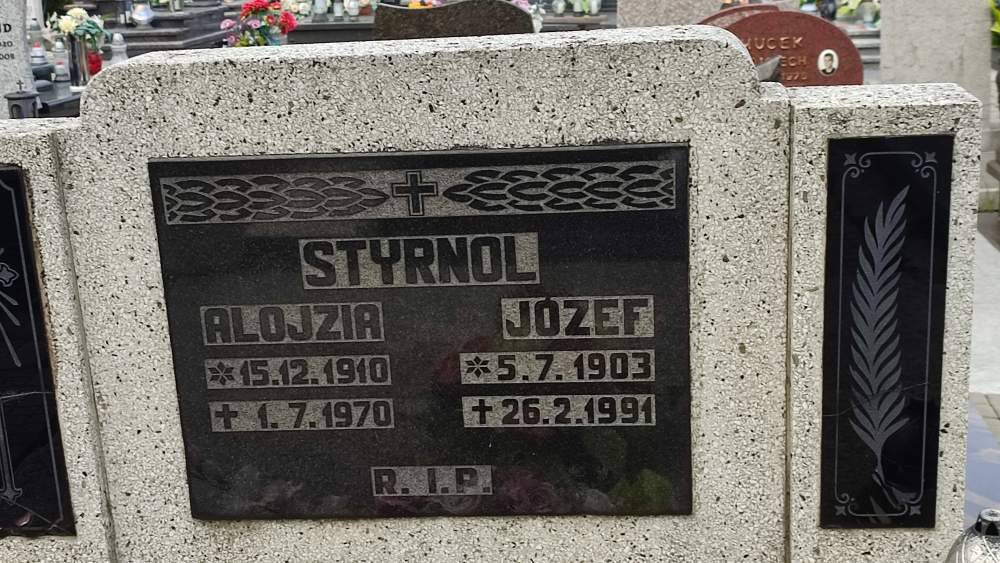 STYRNOL
ALOJZIA JÓZEF
* 15.12.1910 * 5.7.1903
+ 1.7.1970 + 26.2.1991
R. I. P.